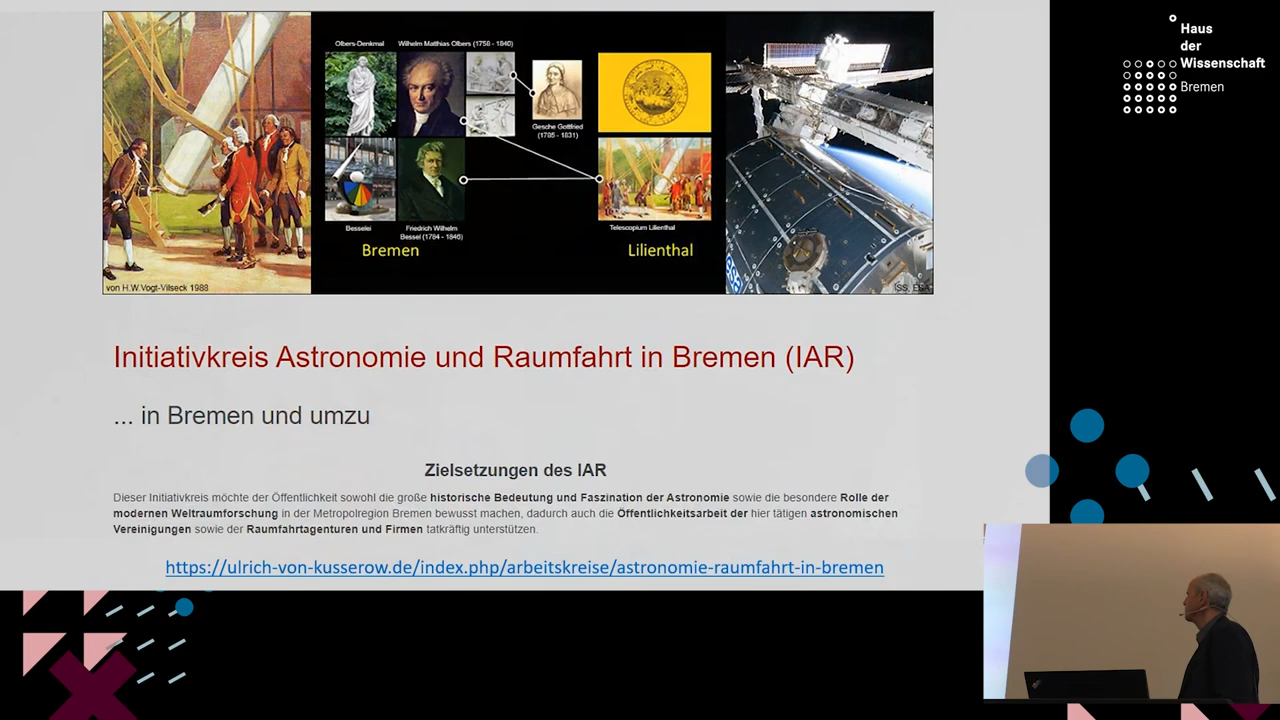 Haus
der
Wissenschaft
Bremen
Olbers-Denkmal
Wilhelm Matthias Olbers (1758 - 1840)
Gesche Gottfried
(1785 - 1831)
Besselei
Friedrich Wilhelm
Bessel (1784 - 1846)
Telescopium Lilienthal
Bremen
Lilienthal
von H.W.Vogt-Vilseck 1988
ISS, ESA
Initiativkreis Astronomie und Raumfahrt in Bremen (IAR)
... in Bremen und umzu
Zielsetzungen des IAR
Dieser Initiativkreis möchte der Öffentlichkeit sowohl die große historische Bedeutung und Faszination der Astronomie sowie die besondere Rolle der
modernen Weltraumforschung in der Metropolregion Bremen bewusst machen, dadurch auch die Öffentlichkeitsarbeit der hier tätigen astronomischen
Vereinigungen sowie der Raumfahrtagenturen und Firmen tatkräftig unterstützen.
https://ulrich-von-kusserow.de/index.php/arbeitskreise/astronomie-raumfahrt-in-bremen